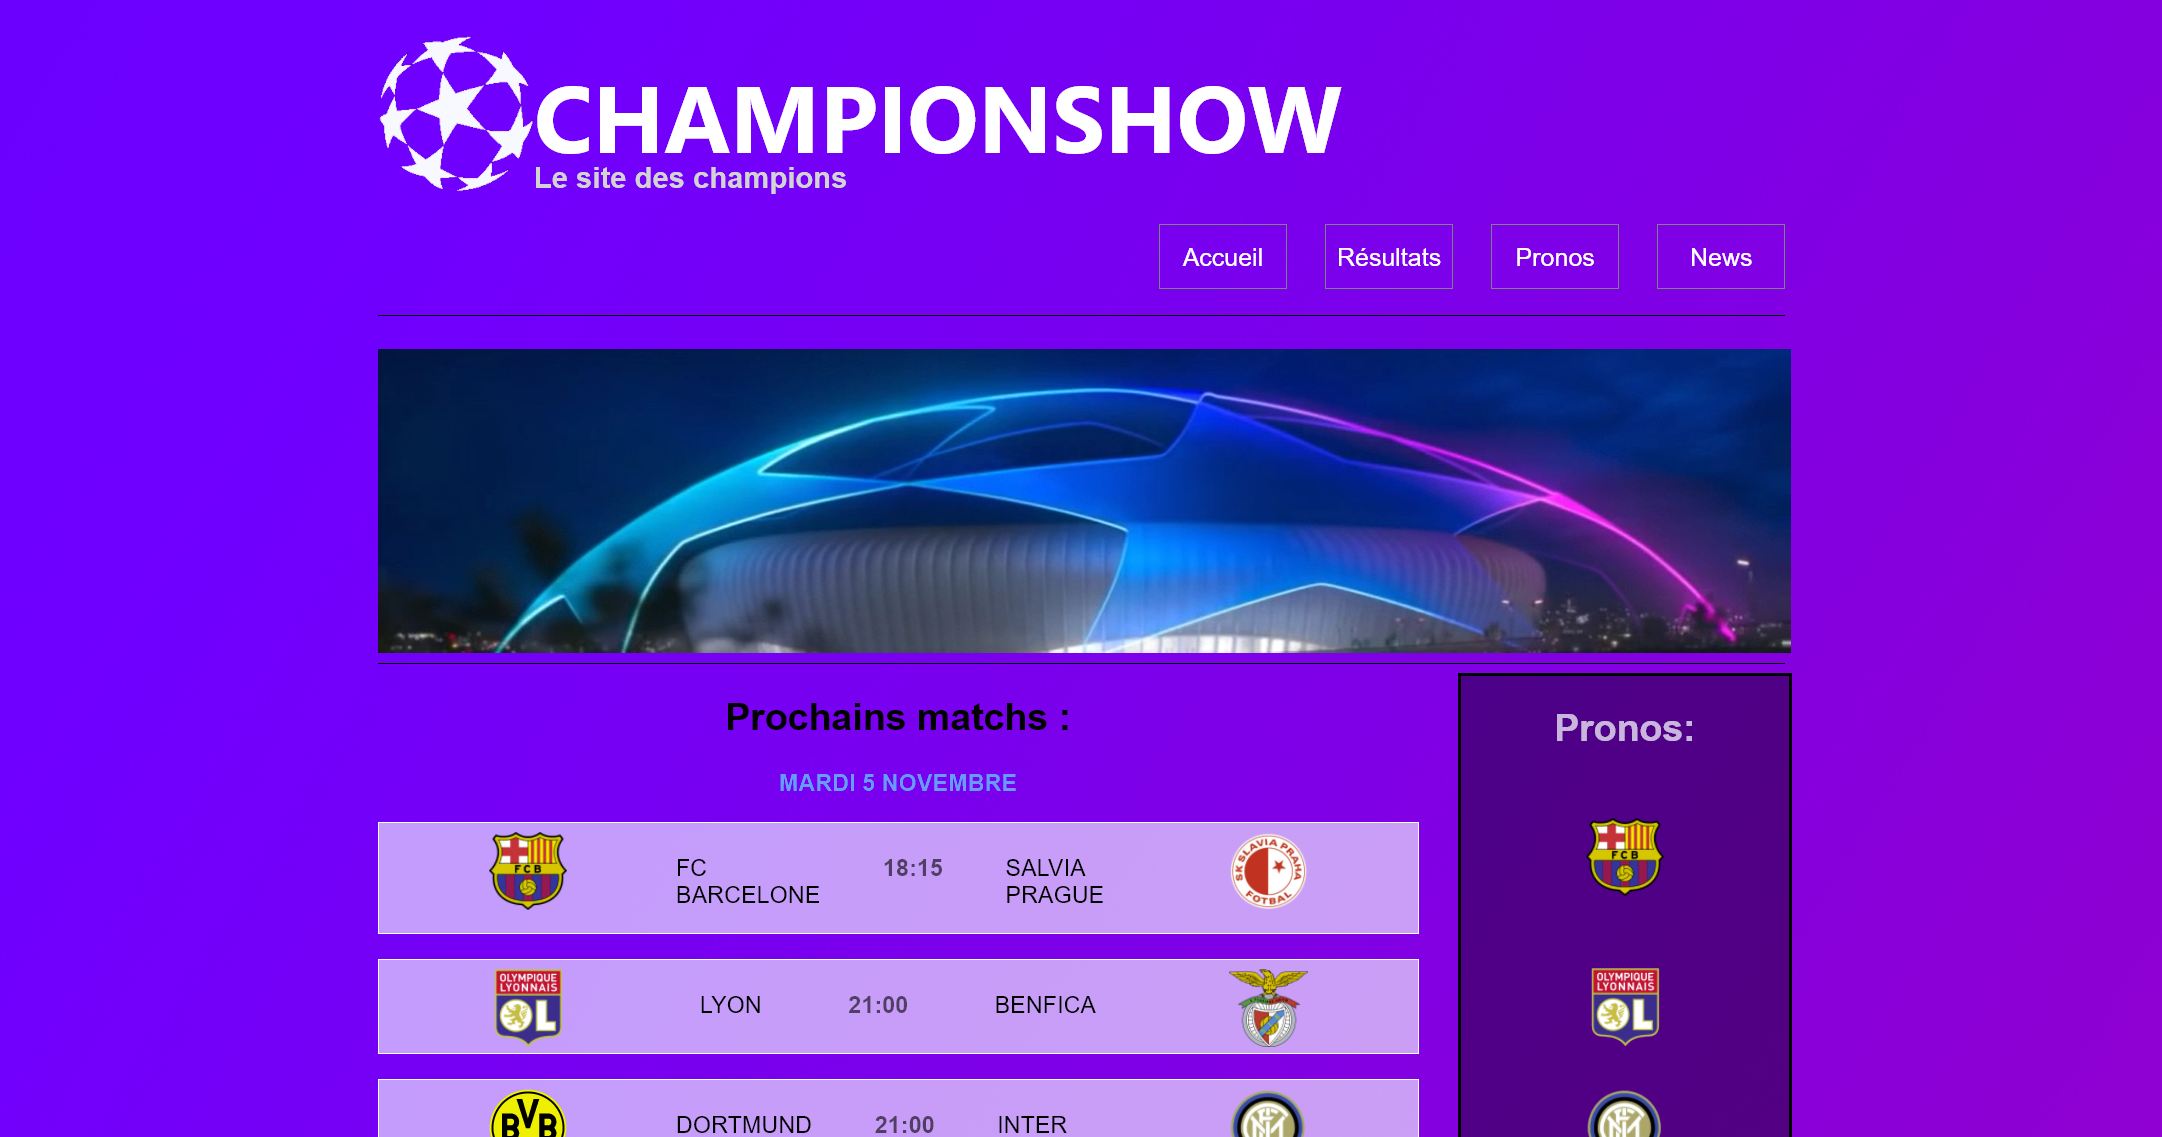 CHAMPIONSHOW
Le site des champions
Accueil Résultats Pronos News
Prochains matchs :
MARDI 5 NOVEMBRE
FCB
FC BARCELONE
18:15
SALVIA PRAGUE
SK SLAVIA PRAHA FOTBAL
OLYMPIQUE LYONNAIS
OL
LYON
21:00
BENFICA
BVB
DORTMUND
21:00
INTER
Pronos:
FCB
OLYMPIQUE LYONNAIS
OL